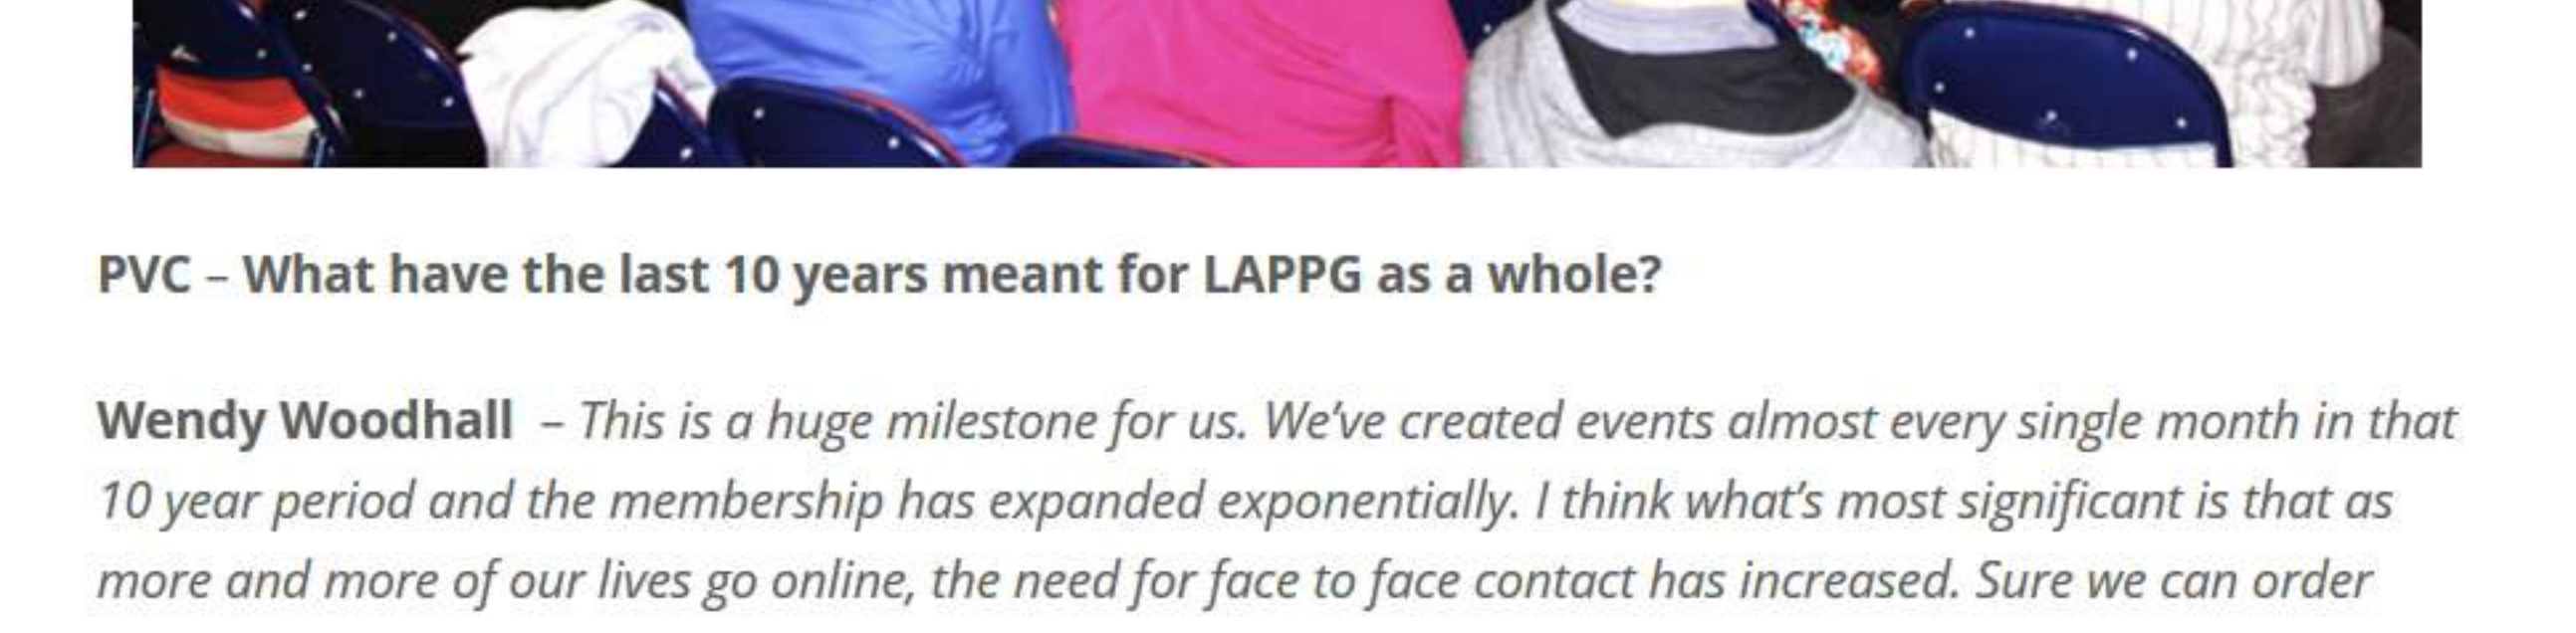 PVC – What have the last 10 years meant for LAPPG as a whole?
Wendy Woodhall – This is a huge milestone for us. We’ve created events almost every single month in that
10 year period and the membership has expanded exponentially. I think what’s most significant is that as
more and more of our lives go online, the need for face to face contact has increased. Sure we can order